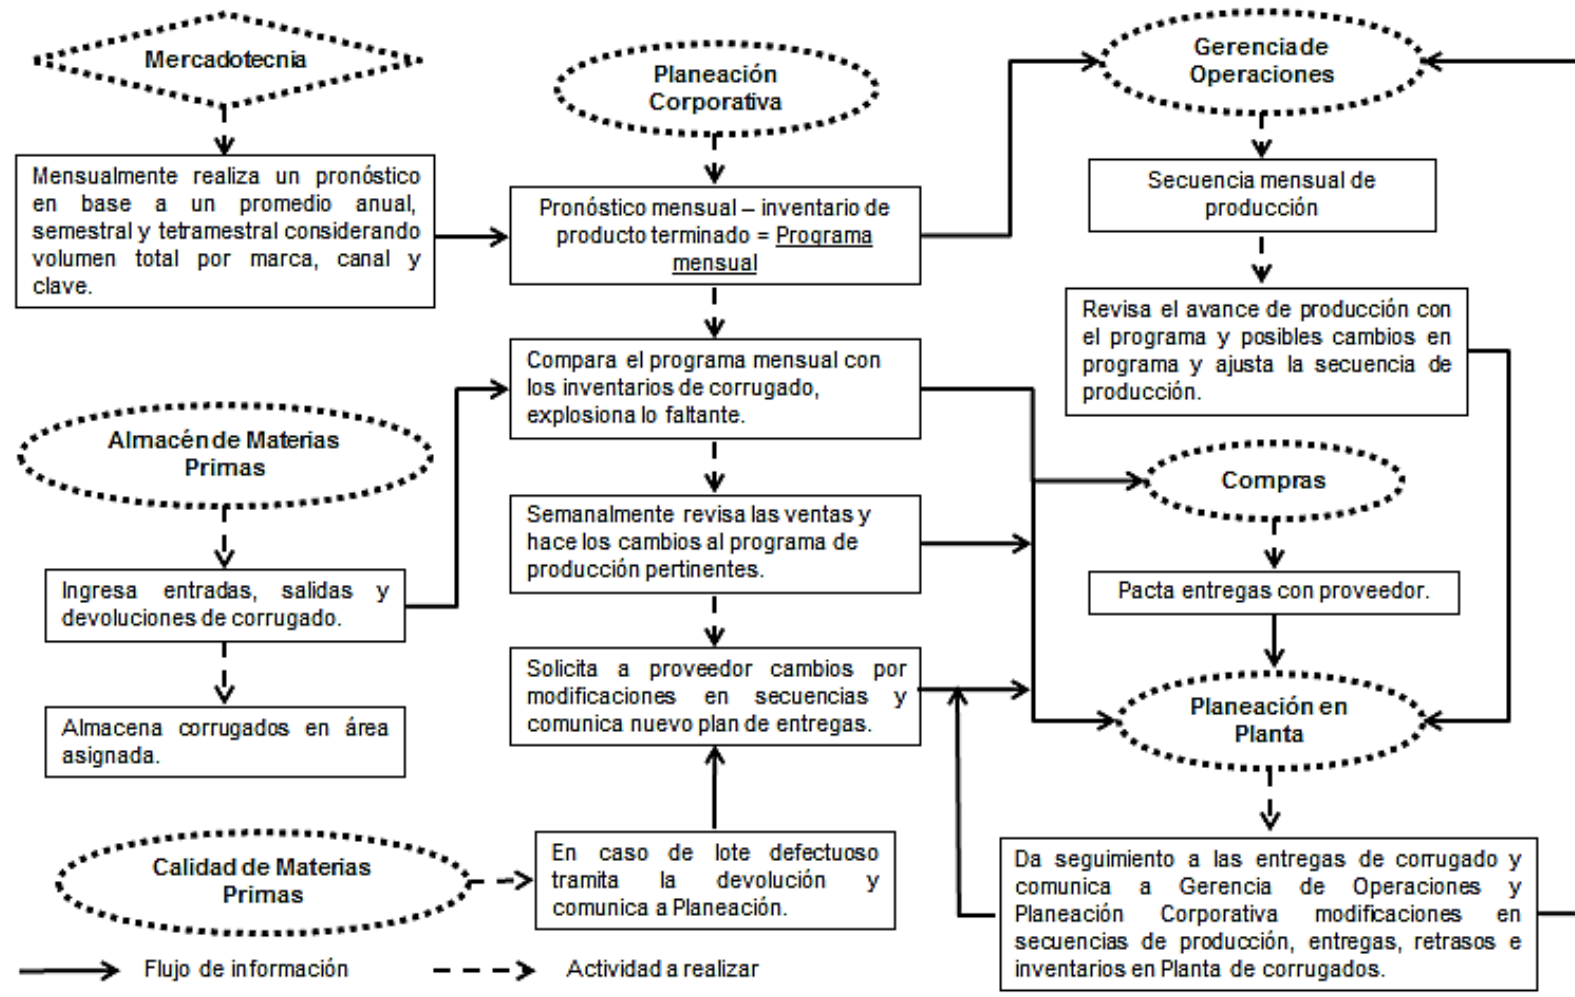 Mercadotecnia
Mensualmente realiza un pronóstico
en base a un promedio anual,
semestral y tetramestral considerando
volumen total por marca, canal y
clave.
Planeación
Corporativa
Pronóstico mensual – inventario de
producto terminado = Programa
mensual
Compara el programa mensual con
los inventarios de corrugado,
explosiona lo faltante.
Semanalmente revisa las ventas y
hace los cambios al programa de
producción pertinentes.
Solicita a proveedor cambios por
modificaciones en secuencias y
comunica nuevo plan de entregas.
Gerencia de
Operaciones
Secuencia mensual de
producción
Revisa el avance de producción con
el programa y posibles cambios en
programa y ajusta la secuencia de
producción.
Almacén de Materias
Primas
Ingresa entradas, salidas y
devoluciones de corrugado.
Almacena corrugados en área
asignada.
Compras
Pacta entregas con proveedor.
Planeación en
Planta
Da seguimiento a las entregas de corrugado y
comunica a Gerencia de Operaciones y
Planeación Corporativa modificaciones en
secuencias de producción, entregas, retrasos e
inventarios en Planta de corrugados.
Calidad de Materias
Primas
En caso de lote defectuoso
tramita la devolución y
comunica a Planeación.
Flujo de información
Actividad a realizar